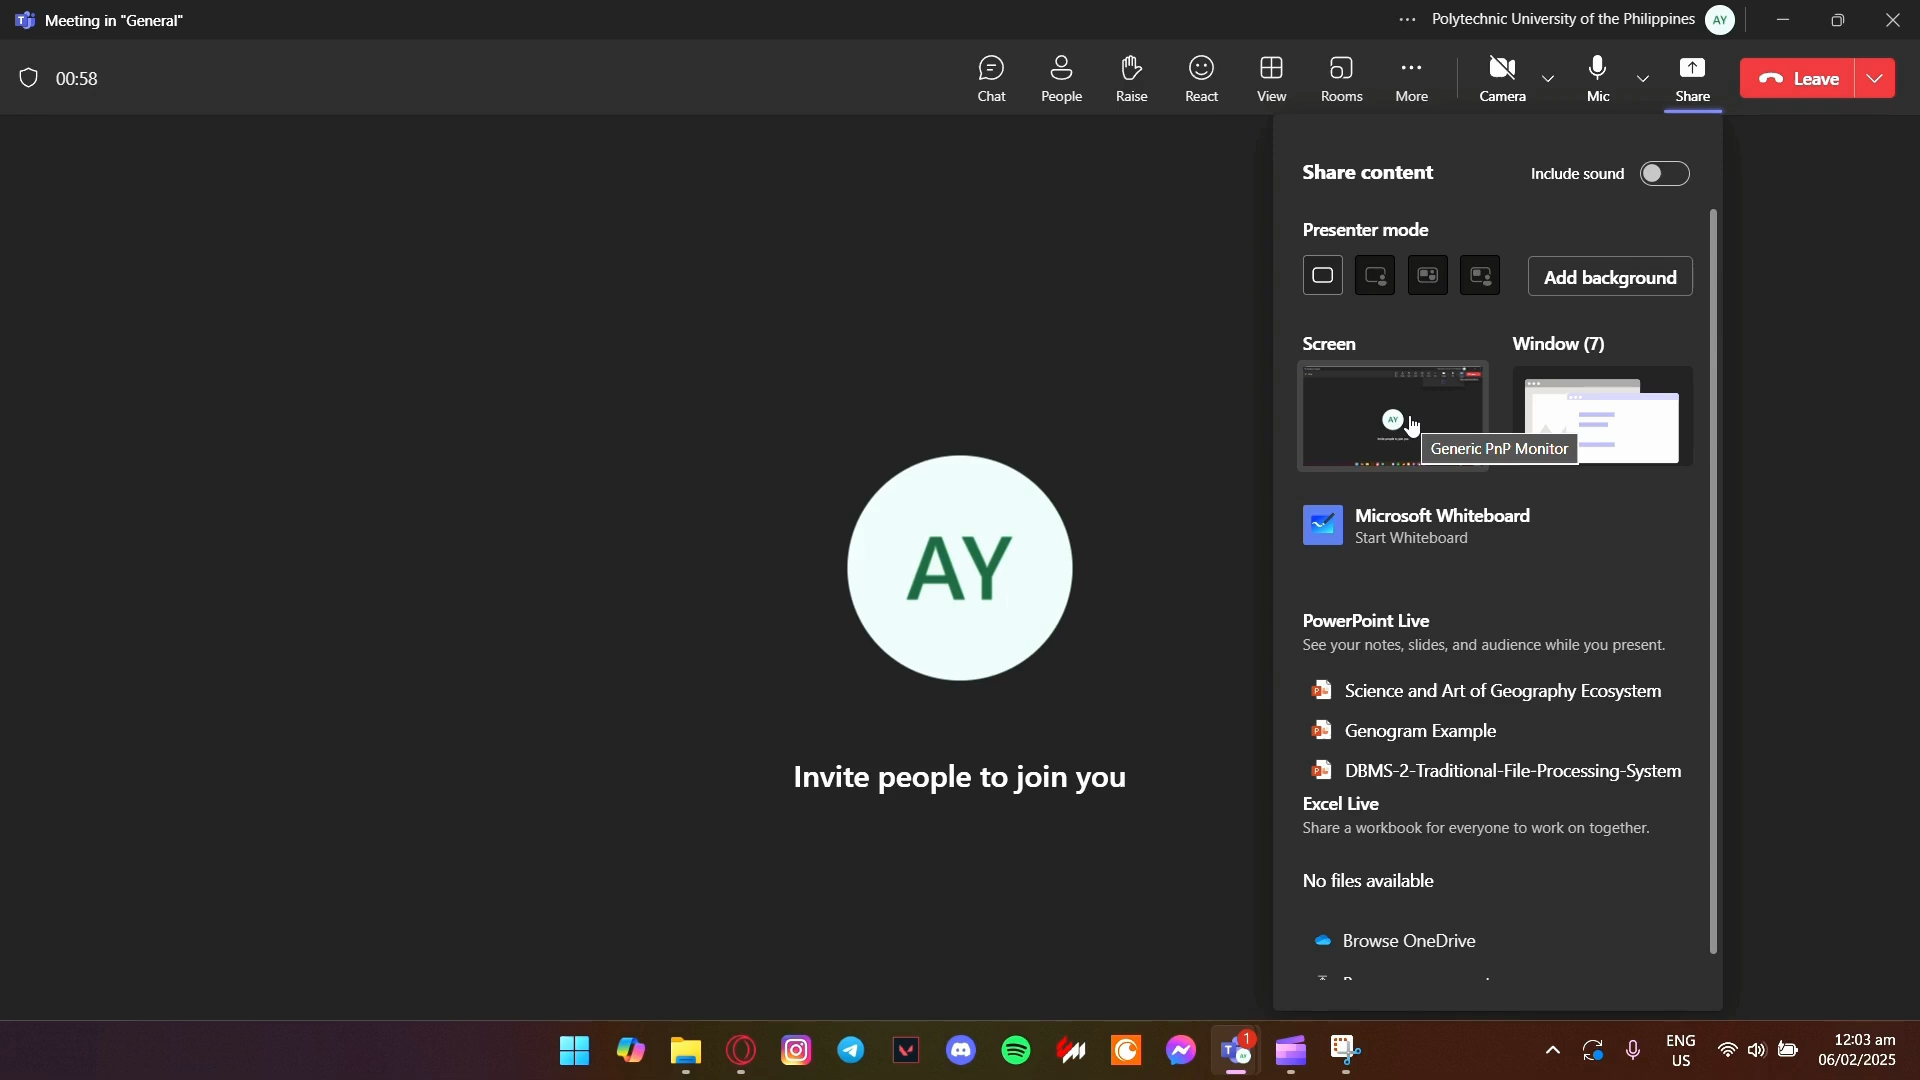 Meeting in "General"
Polytechnic University of the Philippines
AY
00:58
Chat
People
Raise
React
View
Rooms
More
Camera
Mic
Share
Leave
Share content
Include sound
Presenter mode
Add background
Screen
Window (7)
AY
Generic PnP Monitor
Microsoft Whiteboard
Start Whiteboard
AY
Invite people to join you
PowerPoint Live
See your notes, slides, and audience while you present.
Science and Art of Geography Ecosystem
Genogram Example
DBMS-2-Traditional-File-Processing-System
Excel Live
Share a workbook for everyone to work on together.
No files available
Browse OneDrive
1
ENG
US
12:03 am
06/02/2025